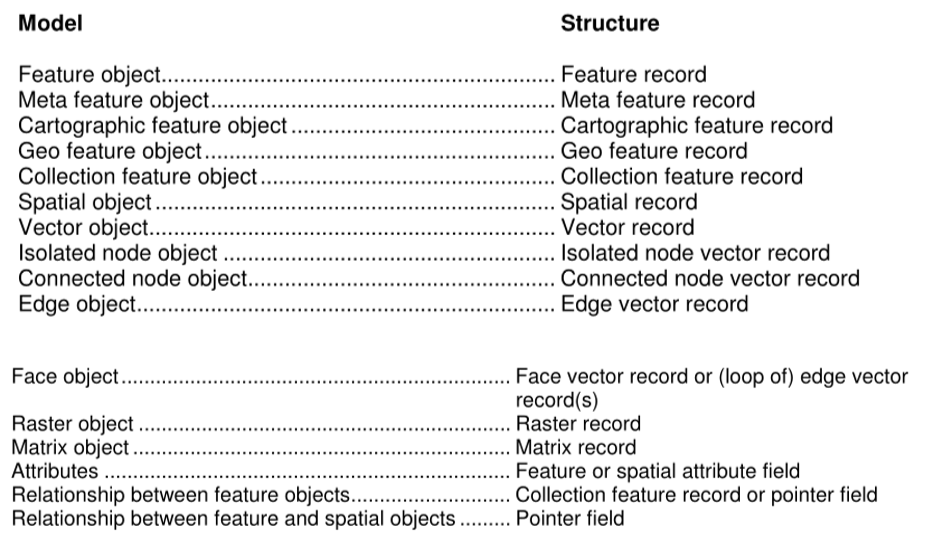 Model Structure
Feature object................................................................ Feature record
Meta feature object........................................................ Meta feature record
Cartographic feature object........................................... Cartographic feature record
Geo feature object......................................................... Geo feature record
Collection feature object................................................ Collection feature record
Spatial object................................................................. Spatial record
Vector object.................................................................. Vector record
Isolated node object ...................................................... Isolated node vector record
Connected node object.................................................. Connected node vector record
Edge object.................................................................... Edge vector record
Face object.................................................................... Face vector record or (loop of) edge vector
record(s)
Raster object ................................................................. Raster record
Matrix object .................................................................. Matrix record
Attributes ....................................................................... Feature or spatial attribute field
Relationship between feature objects............................ Collection feature record or pointer field
Relationship between feature and spatial objects ......... Pointer field